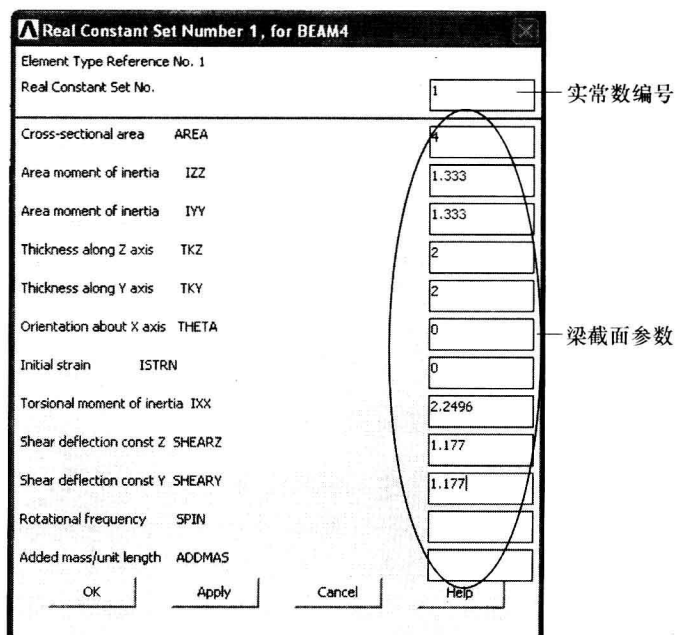 Real Constant Set Number 1, for BEAM4
Element Type Reference No. 1
Real Constant Set No. 1 实常数编号
Cross-sectional area AREA 4
Area moment of inertia IZZ 1.333
Area moment of inertia IYY 1.333
Thickness along Z axis TKZ 2
Thickness along Y axis TKY 2
Orientation about X axis THETA 0 梁截面参数
Initial strain ISTRN 0
Torsional moment of inertia IXX 2.2496
Shear deflection const Z SHEARZ 1.177
Shear deflection const Y SHEARY 1.177
Rotational frequency SPIN
Added mass/unit length ADDMAS
OK Apply Cancel Help